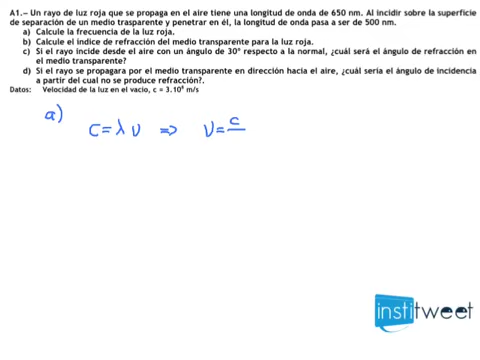 A1.- Un rayo de luz roja que se propaga en el aire tiene una longitud de onda de 650 nm. Al incidir sobre la superficie
de separación de un medio trasparente y penetrar en él, la longitud de onda pasa a ser de 500 nm.
a) Calcule la frecuencia de la luz roja.
b) Calcule el índice de refracción del medio transparente para la luz roja.
c) Si el rayo incide desde el aire con un ángulo de 30° respecto a la normal, ¿cuál será el ángulo de refracción en
el medio transparente?
d) Si el rayo se propagara por el medio transparente en dirección hacia el aire, ¿cuál sería el ángulo de incidencia
a partir del cual no se produce refracción?.
Datos: Velocidad de la luz en el vacío, c = 3.10⁸ m/s
a)
c = λ ν ⇒ ν = c
institweet